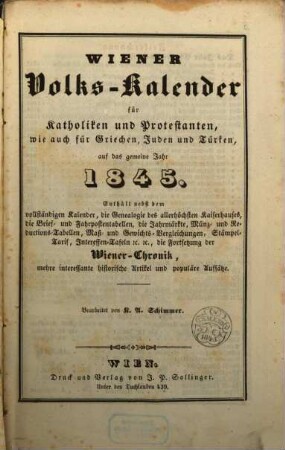 WIENER
Volks-Kalender
für
Katholiken und Protestanten,
wie auch für Griechen, Juden und Türken,
auf das gemeine Jahr
1845.
Enthält nebst dem
vollständigen Kalender, die Genealogie des allerhöchsten Kaiserhauses,
die Brief- und Fahrpostentabellen, die Jahrmärkte, Münz- und Re-
ductions-Tabellen, Maß- und Gewichts-Vergleichungen, Stämpel-
Tarif, Interessen-Tafeln ꝛc. ꝛc., die Fortsetzung der
Wiener-Chronik,
mehre interessante historische Artikel und populäre Aufsätze.
Bearbeitet von K. A. Schimmer.
WIEN.
Druck und Verlag von J. P. Sollinger.
Unter den Tuchlauben 439.